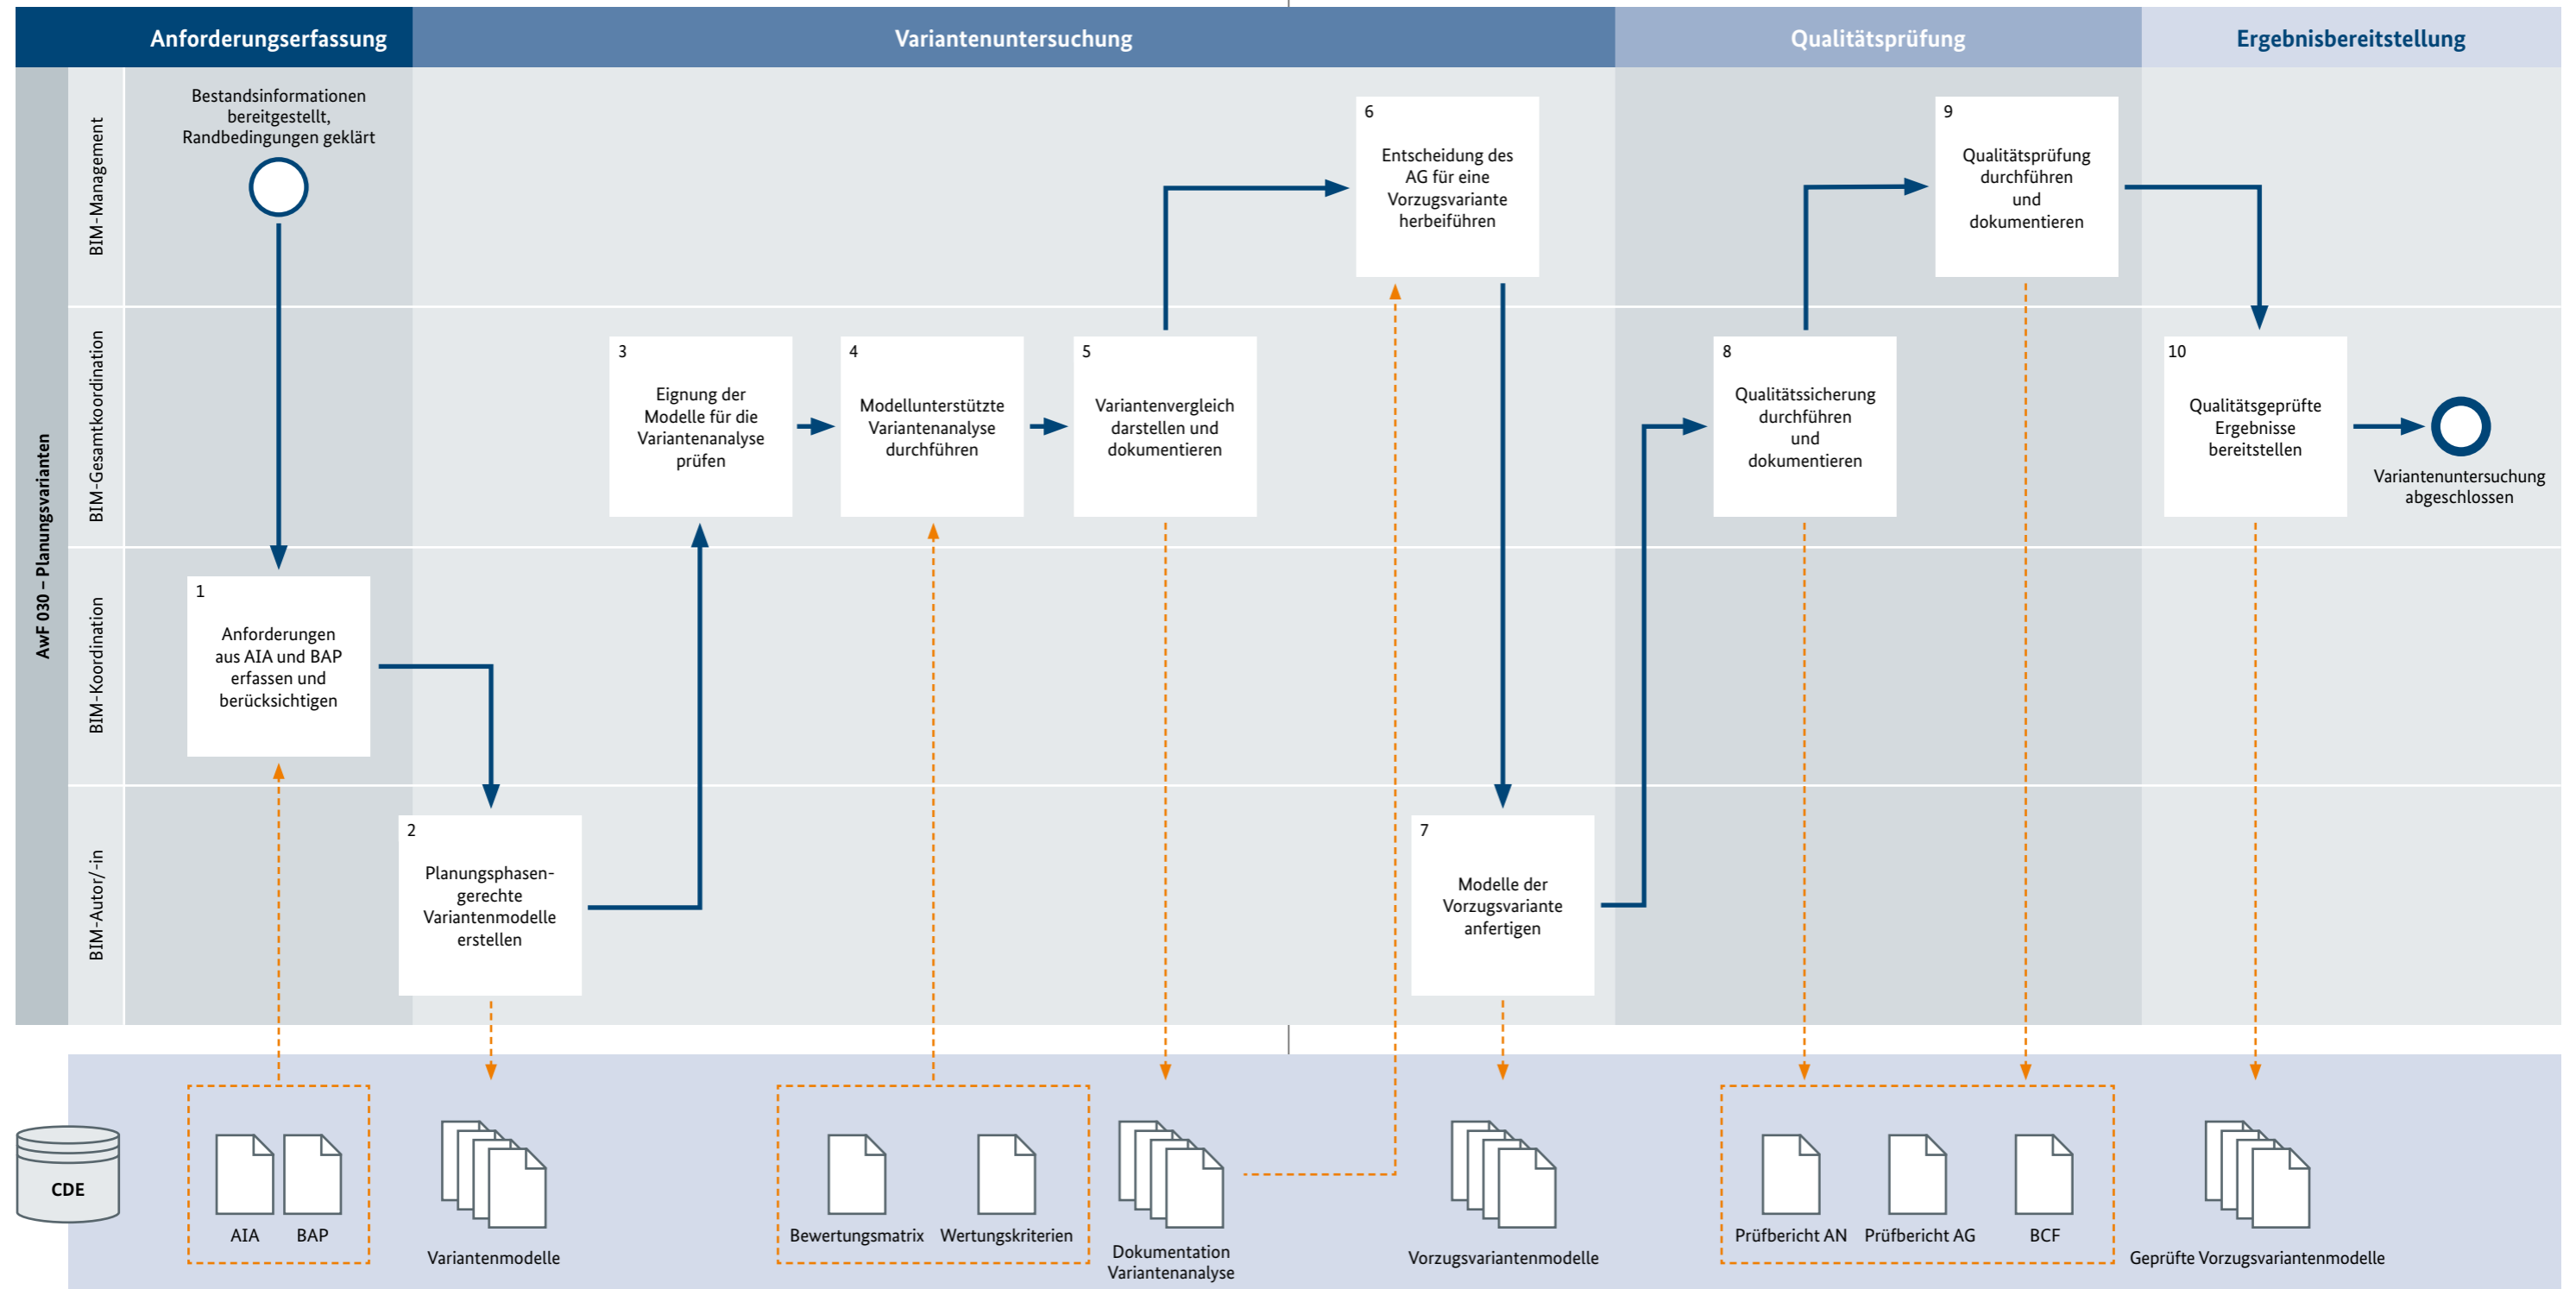 Anforderungserfassung
Variantenuntersuchung
Qualitätsprüfung
Ergebnisbereitstellung
AwF 030 – Planungsvarianten
BIM-Management
Bestandsinformationen
bereitgestellt,
Randbedingungen geklärt
6
Entscheidung des
AG für eine
Vorzugsvariante
herbeiführen
9
Qualitätsprüfung
durchführen
und
dokumentieren
BIM-Gesamtkoordination
3
Eignung der
Modelle für die
Variantenanalyse
prüfen
4
Modellunterstützte
Variantenanalyse
durchführen
5
Variantenvergleich
darstellen und
dokumentieren
8
Qualitätssicherung
durchführen
und
dokumentieren
10
Qualitätsgeprüfte
Ergebnisse
bereitstellen
Variantenuntersuchung
abgeschlossen
BIM-Koordination
1
Anforderungen
aus AIA und BAP
erfassen und
berücksichtigen
BIM-Autor/-in
2
Planungsphasen-
gerechte
Variantenmodelle
erstellen
7
Modelle der
Vorzugsvariante
anfertigen
CDE
AIA
BAP
Variantenmodelle
Bewertungsmatrix
Wertungskriterien
Dokumentation
Variantenanalyse
Vorzugsvariantenmodelle
Prüfbericht AN
Prüfbericht AG
BCF
Geprüfte Vorzugsvariantenmodelle